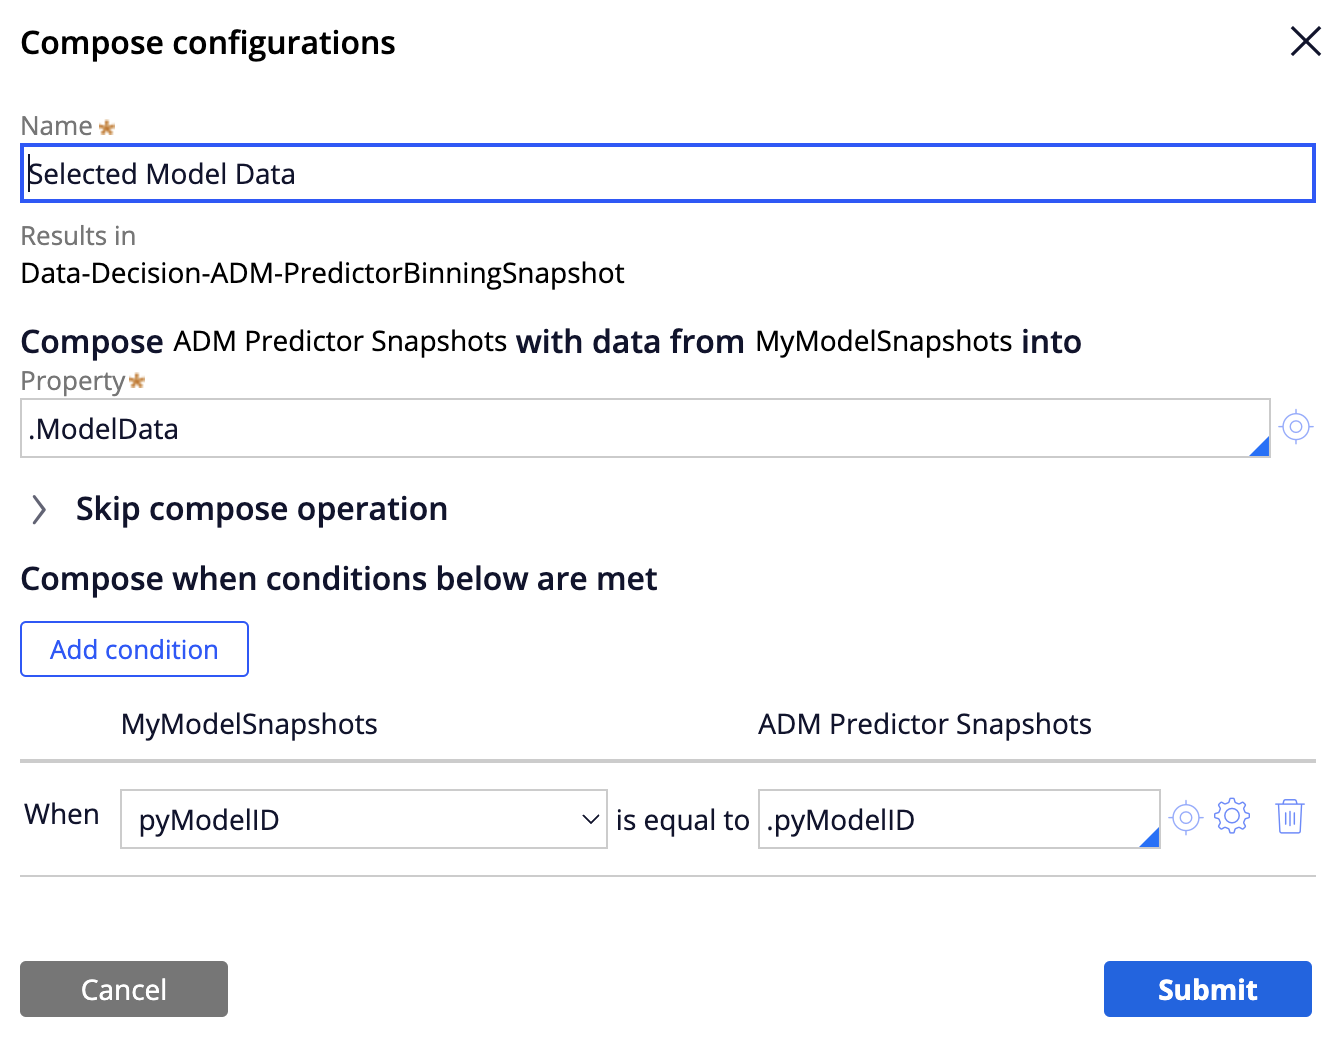 Compose configurations
Name *
Selected Model Data
Results in
Data-Decision-ADM-PredictorBinningSnapshot
Compose ADM Predictor Snapshots with data from MyModelSnapshots into
Property *
.ModelData
Skip compose operation
Compose when conditions below are met
Add condition
MyModelSnapshots ADM Predictor Snapshots
When pyModelID is equal to .pyModelID
Cancel Submit